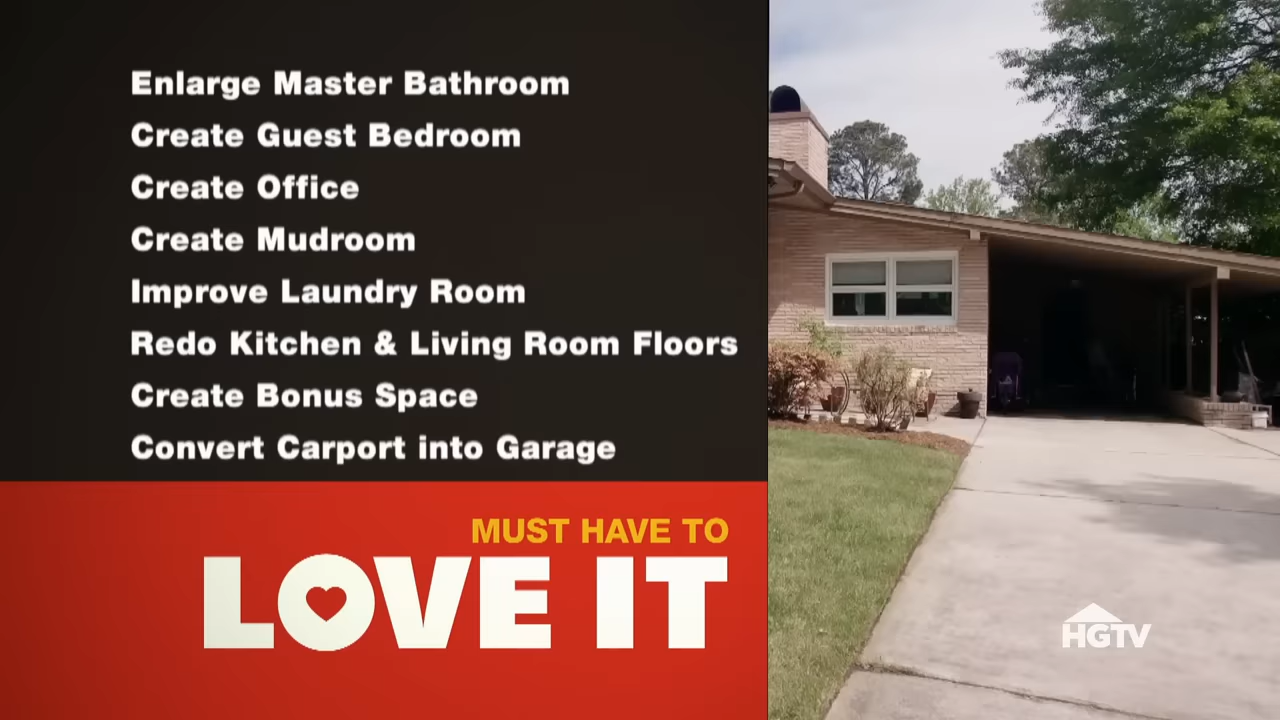 Enlarge Master Bathroom
Create Guest Bedroom
Create Office
Create Mudroom
Improve Laundry Room
Redo Kitchen & Living Room Floors
Create Bonus Space
Convert Carport into Garage
MUST HAVE TO
LOVE IT
HGTV